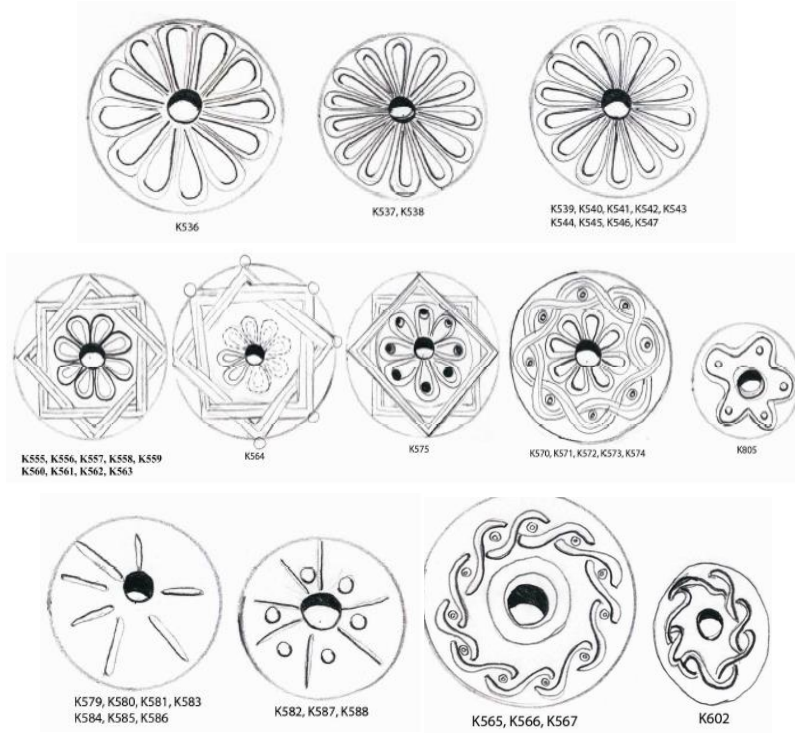 K536
K537, K538
K539, K540, K541, K542, K543
K544, K545, K546, K547
K555, K556, K557, K558, K559
K560, K561, K562, K563
K564
K575
K570, K571, K572, K573, K574
K805
K579, K580, K581, K583
K584, K585, K586
K582, K587, K588
K565, K566, K567
K602